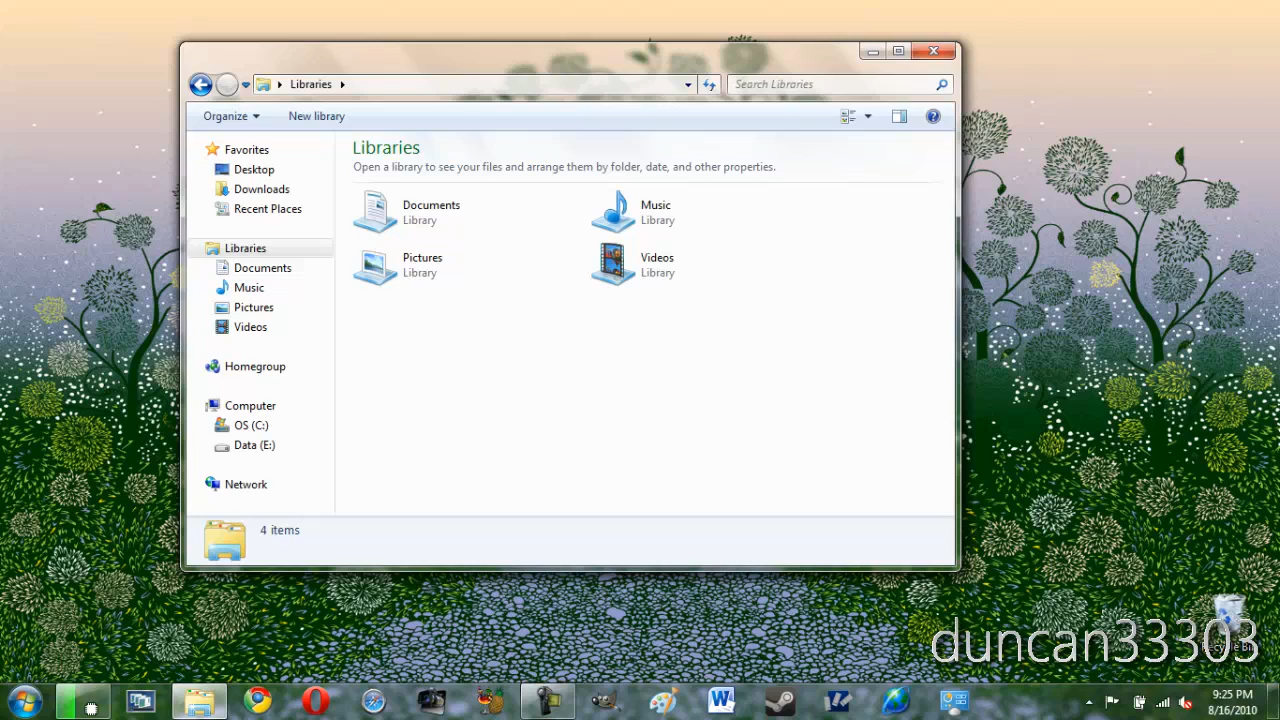 Libraries
Search Libraries
Organize
New library
Favorites
Desktop
Downloads
Recent Places
Libraries
Documents
Music
Pictures
Videos
Homegroup
Computer
OS (C:)
Data (E:)
Network
Libraries
Open a library to see your files and arrange them by folder, date, and other properties.
Documents
Library
Music
Library
Pictures
Library
Videos
Library
4 items
Recycle Bin
duncan33303
9:25 PM
8/16/2010